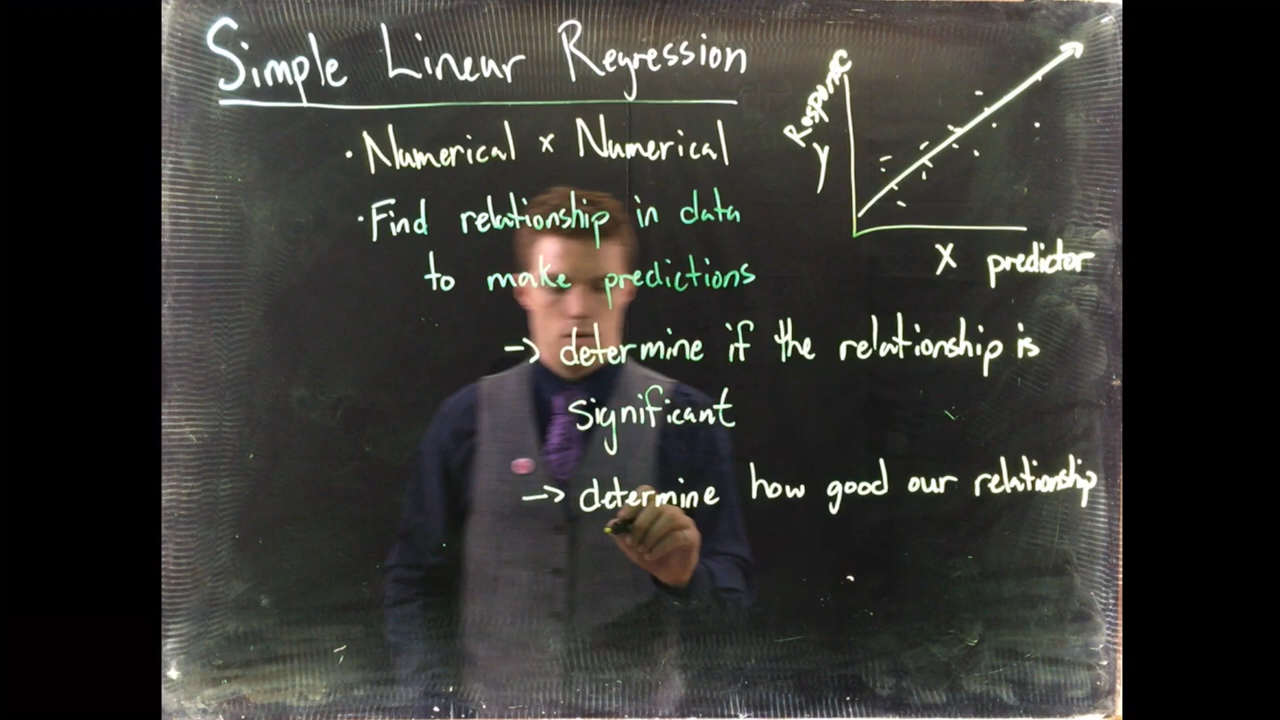 Simple Linear Regression
· Numerical x Numerical
· Find relationship in data
to make predictions
-> determine if the relationship is
significant
-> determine how good our relationship
Response
y
x predictor